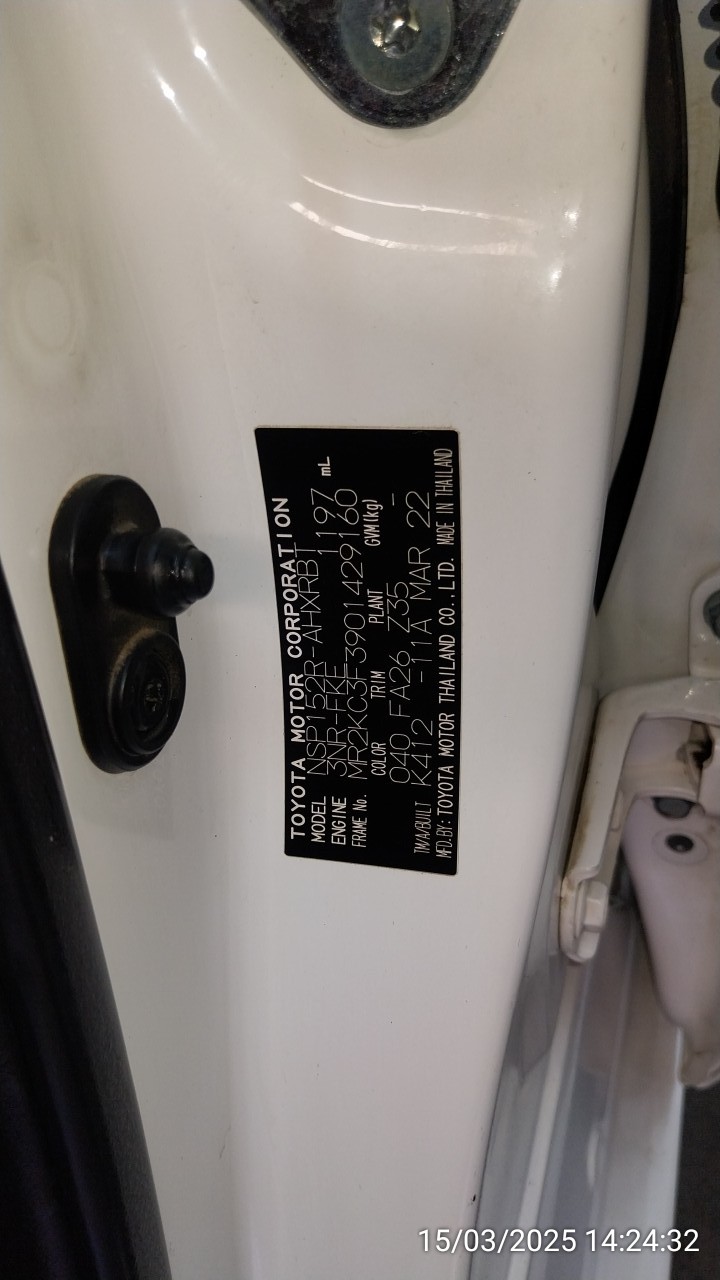 TOYOTA MOTOR CORPORATION
MODEL NSP152R-AHXRBT
ENGINE 3NR-FKE 1197 mL
FRAME No. MR2KC3F3901429160
COLOR TRIM PLANT GVM(kg)
040 FA26 Z35 -
T/A/BUILT K412 -11A MAR 22
MFD.BY:TOYOTA MOTOR THAILAND CO.,LTD. MADE IN THAILAND
15/03/2025 14:24:32